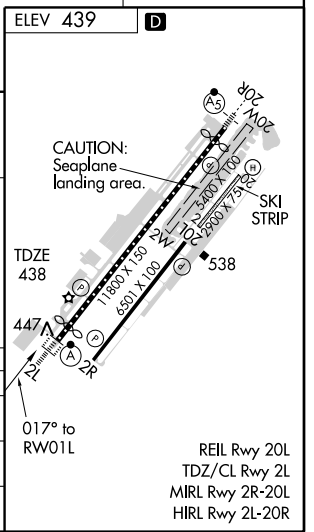 ELEV 439 D
A5
20R
20W
CAUTION:
Seaplane
landing area.
P
H
5400 X 100
2900 X 75
2
20
SKI
STRIP
2W
20L
TDZE
438
P
11800 X 150
6501 X 100
P
538
447
P
A
2L
2R
017° to
RW01L
REIL Rwy 20L
TDZ/CL Rwy 2L
MIRL Rwy 2R-20L
HIRL Rwy 2L-20R